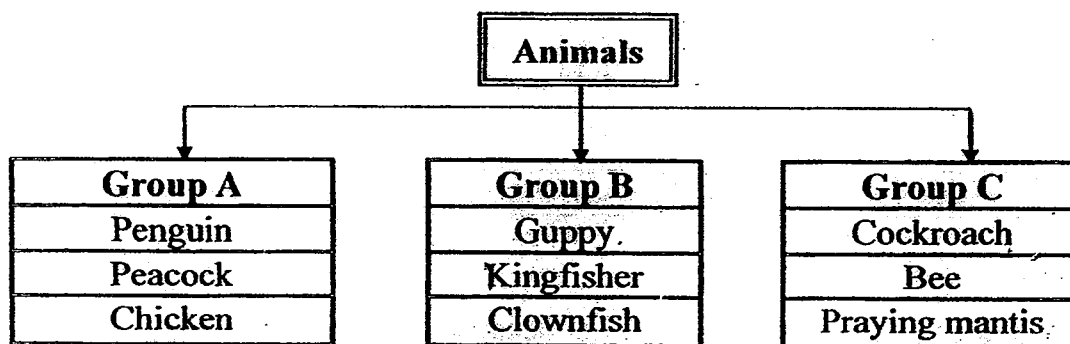 Animals
Group A
Penguin
Peacock
Chicken
Group B
Guppy.
Kingfisher
Clownfish
Group C
Cockroach
Bee
Praying mantis